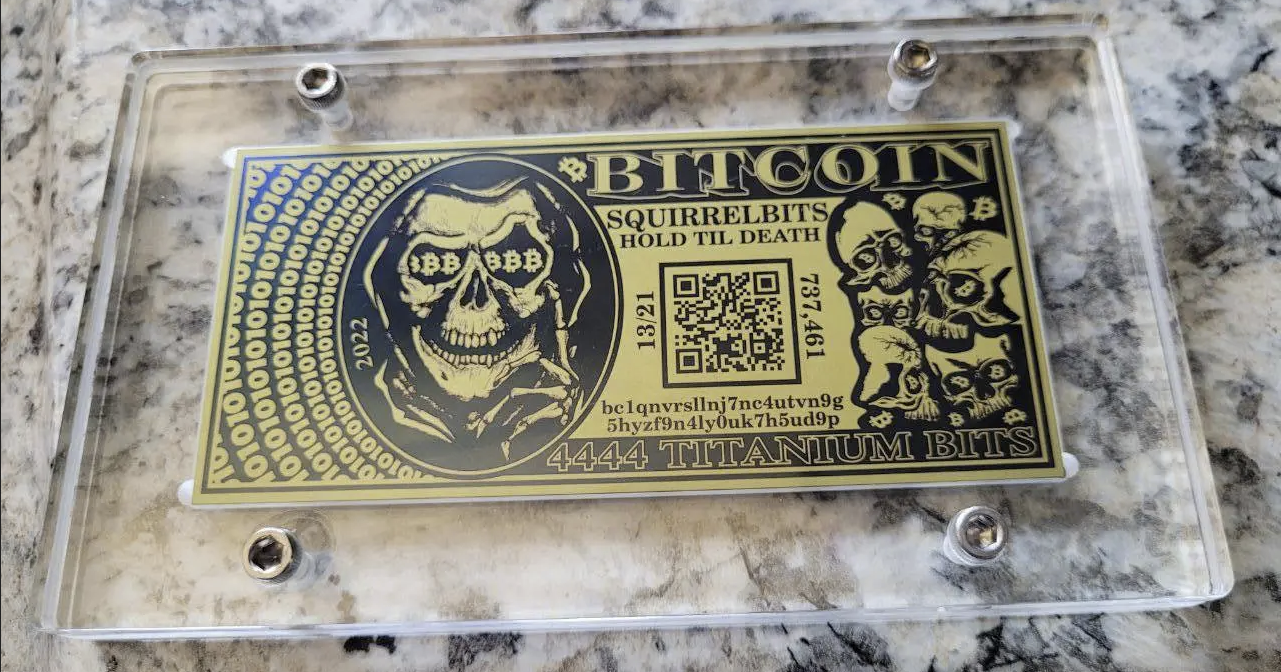 BITCOIN
SQUIRRELBITS
HOLD TIL DEATH
13/21
737,461
2022
bc1qnvrsllnj7nc4utvn9g
5hyzf9n4ly0uk7h5ud9p
4444 TITANIUM BITS